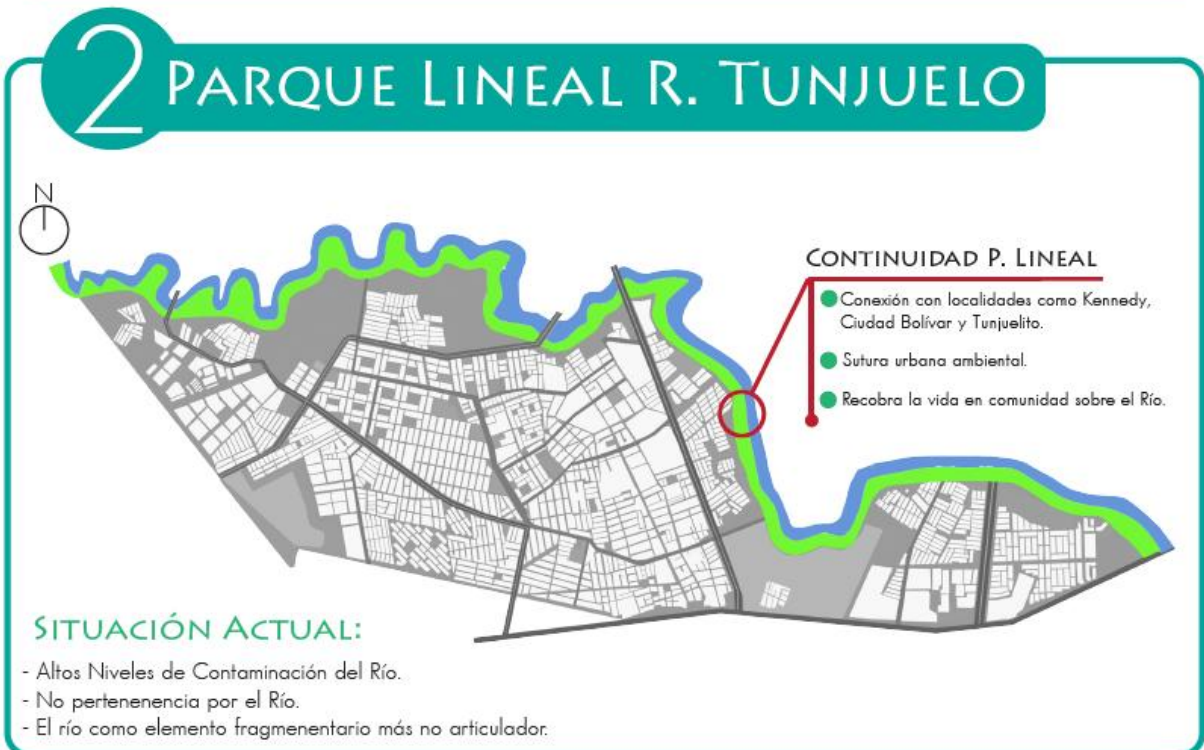 2 PARQUE LINEAL R. TUNJUELO
N
CONTINUIDAD P. LINEAL
Conexión con localidades como Kennedy,
Ciudad Bolívar y Tunjuelito.
Sutura urbana ambiental.
Recobra la vida en comunidad sobre el Río.
SITUACIÓN ACTUAL:
- Altos Niveles de Contaminación del Río.
- No pertenenencia por el Río.
- El río como elemento fragmenentario más no articulador.